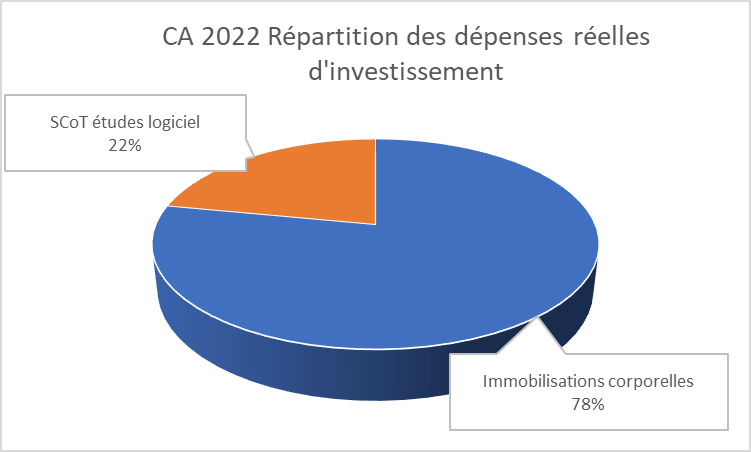 CA 2022 Répartition des dépenses réelles
d'investissement
SCoT études logiciel
22%
Immobilisations corporelles
78%